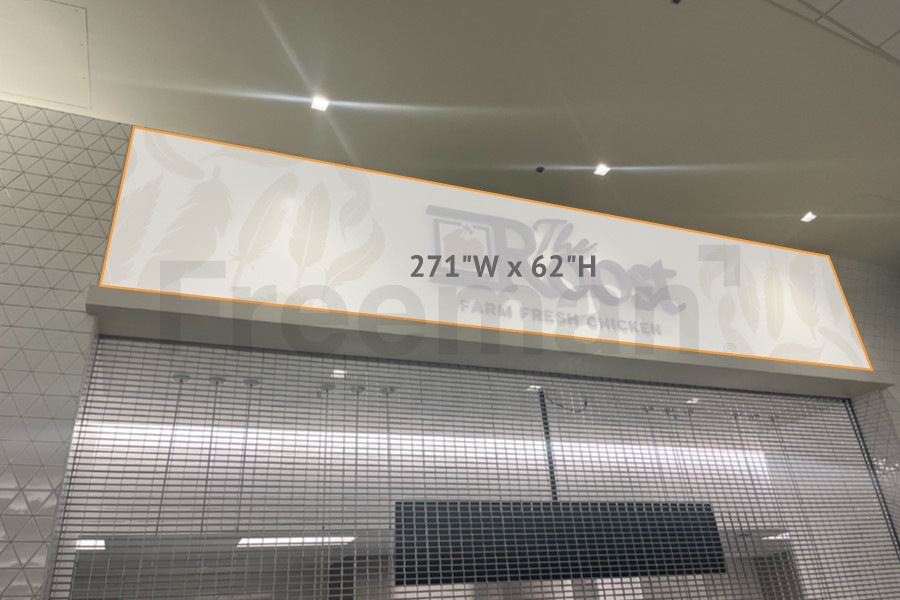 The
Roost
271"W x 62"H
FARM FRESH CHICKEN
Freeman
®